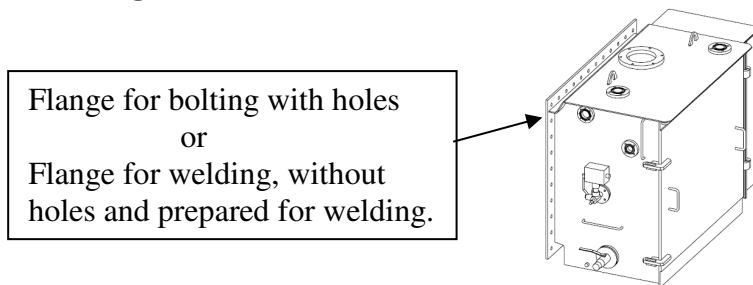 Flange for bolting with holes
or
Flange for welding, without
holes and prepared for welding.